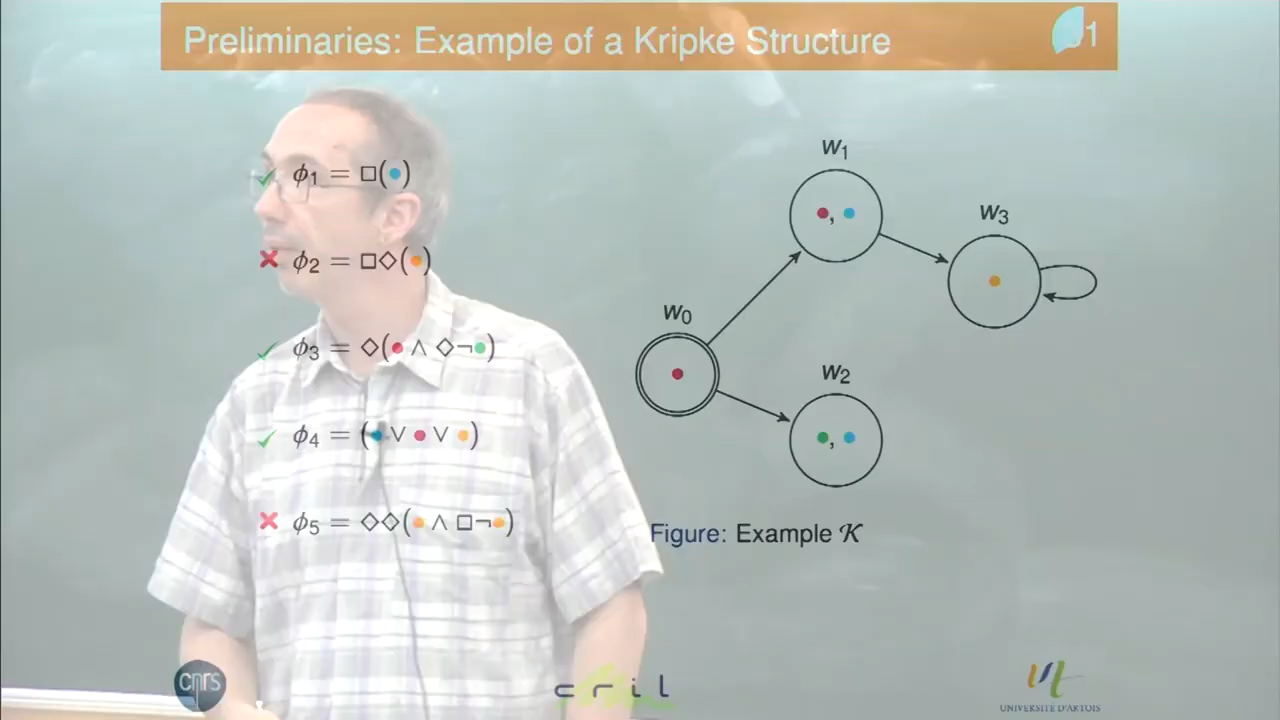 Preliminaries: Example of a Kripke Structure
1
ϕ1 = □(•)
ϕ2 = □◇(•)
ϕ3 = ◇(• ∧ ◇¬•)
ϕ4 = (• ∨ • ∨ •)
ϕ5 = ◇◇(• ∧ □¬•)
w1
•, •
w3
•
w0
•
w2
•, •
Figure: Example 𝒦
cnrs
cril
UNIVERSITÉ D'ARTOIS